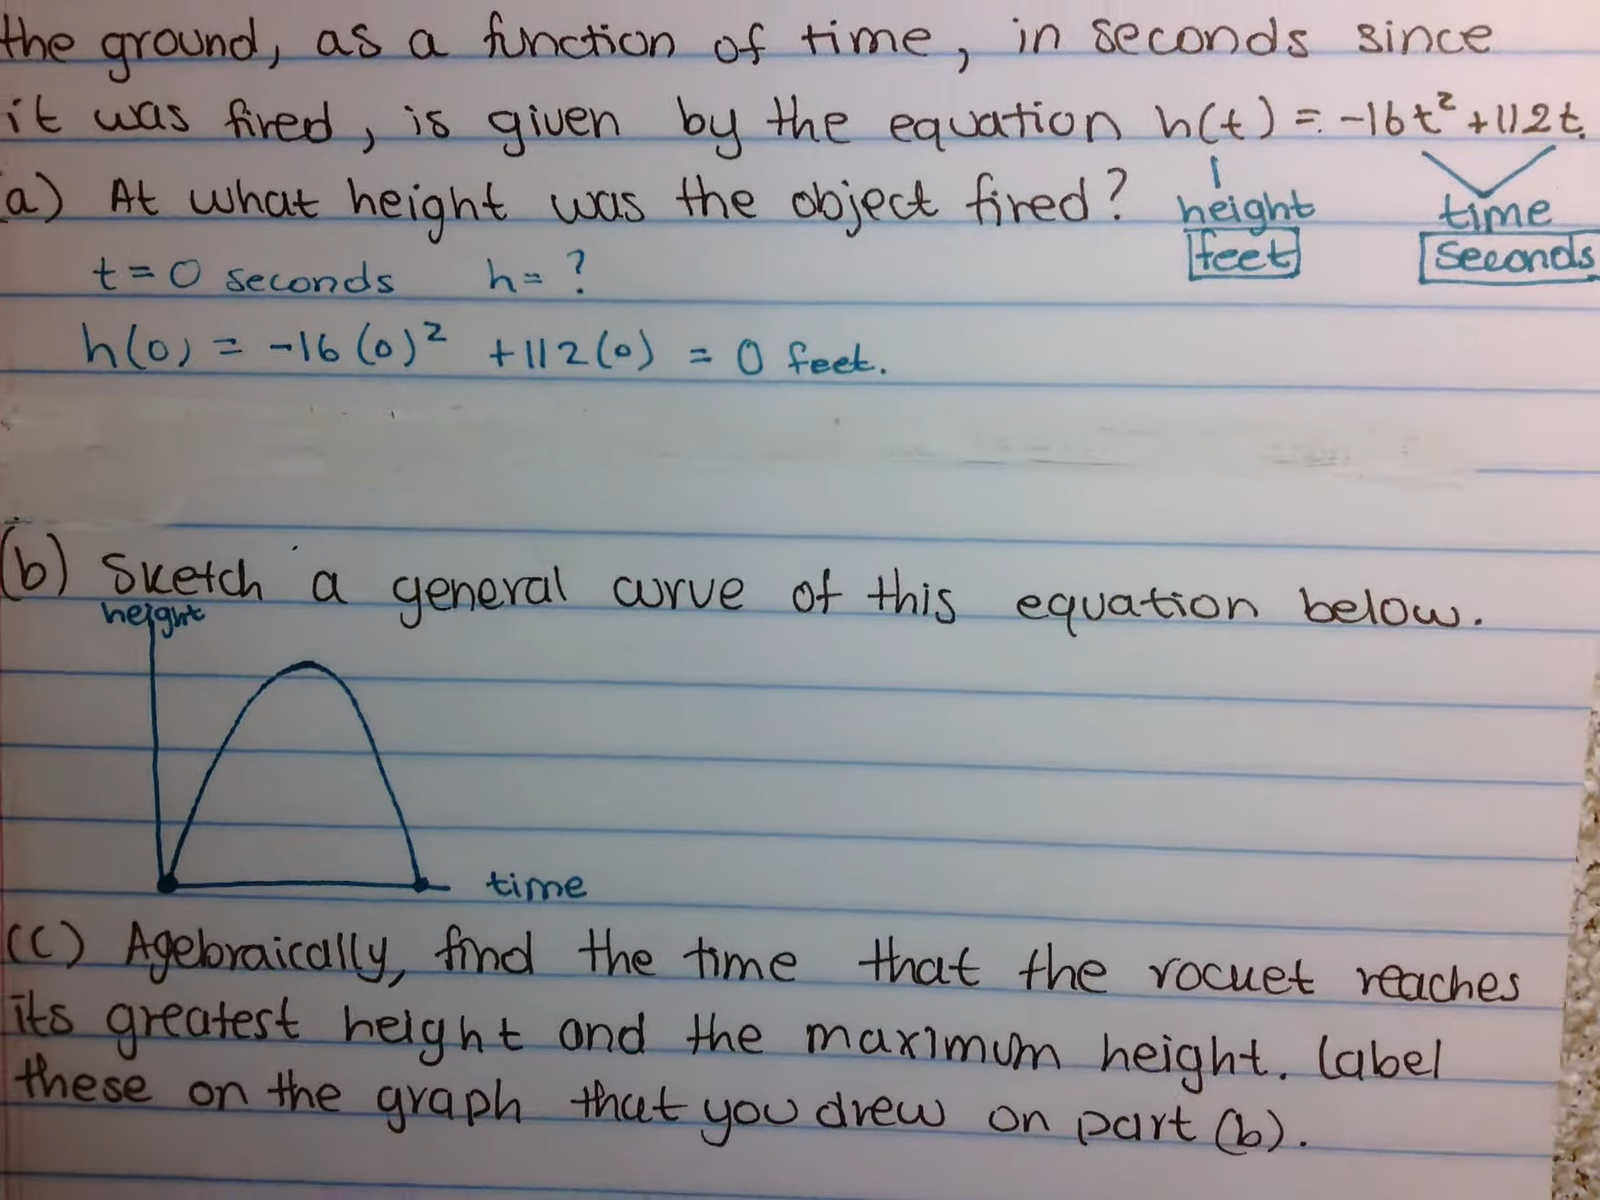 the ground, as a function of time, in seconds since
it was fired, is given by the equation h(t) = -16t² +112t.
(a) At what height was the object fired? height time
feet seconds
t=0 seconds h= ?
h(0) = -16(0)² +112(0) = 0 feet.
(b) Sketch a general curve of this equation below.
height
time
(c) Agebraically, find the time that the rocket reaches
its greatest height and the maximum height. Label
these on the graph that you drew on part (b).